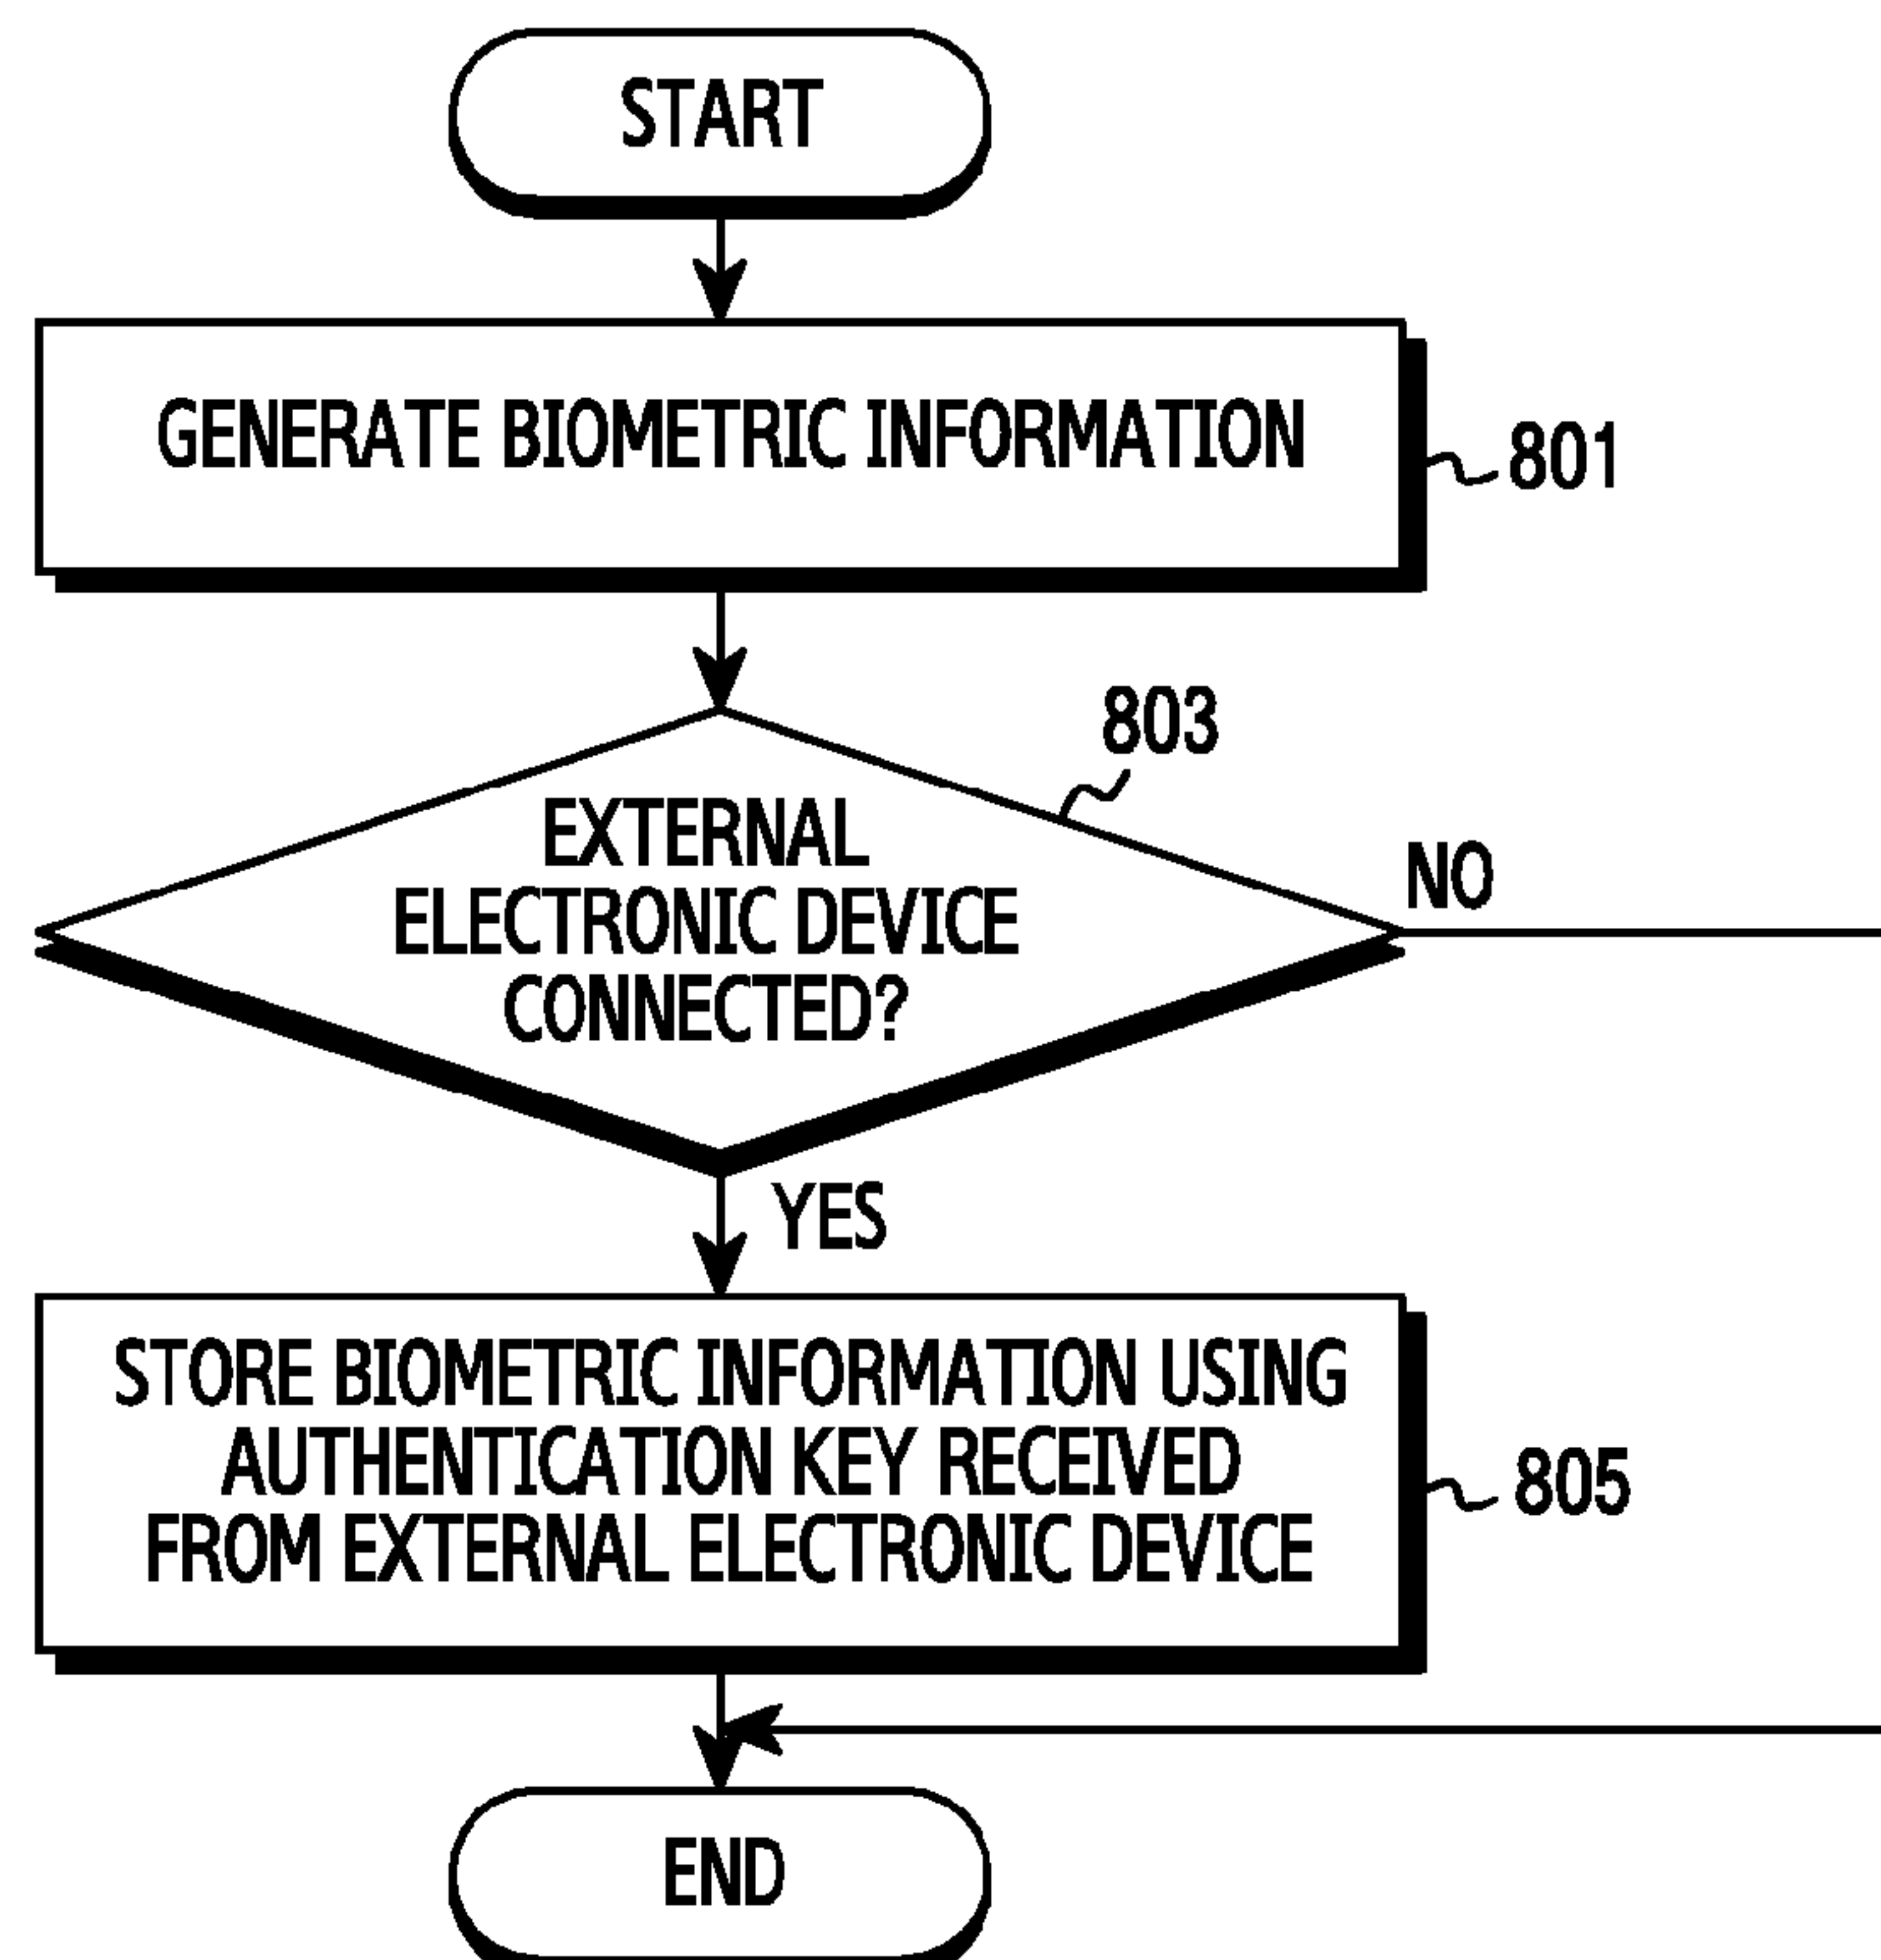 START
GENERATE BIOMETRIC INFORMATION
801
803
EXTERNAL
ELECTRONIC DEVICE
CONNECTED?
NO
YES
STORE BIOMETRIC INFORMATION USING
AUTHENTICATION KEY RECEIVED
FROM EXTERNAL ELECTRONIC DEVICE
805
END